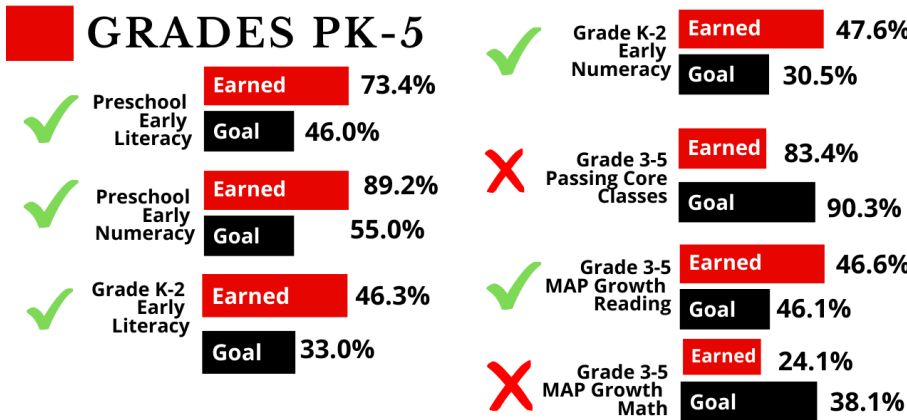 GRADES PK-5
Preschool
Early
Literacy
Earned 73.4%
Goal 46.0%
Preschool
Early
Numeracy
Earned 89.2%
Goal 55.0%
Grade K-2
Early
Literacy
Earned 46.3%
Goal 33.0%
Grade K-2
Early
Numeracy
Earned 47.6%
Goal 30.5%
Grade 3-5
Passing Core
Classes
Earned 83.4%
Goal 90.3%
Grade 3-5
MAP Growth
Reading
Earned 46.6%
Goal 46.1%
Grade 3-5
MAP Growth
Math
Earned 24.1%
Goal 38.1%